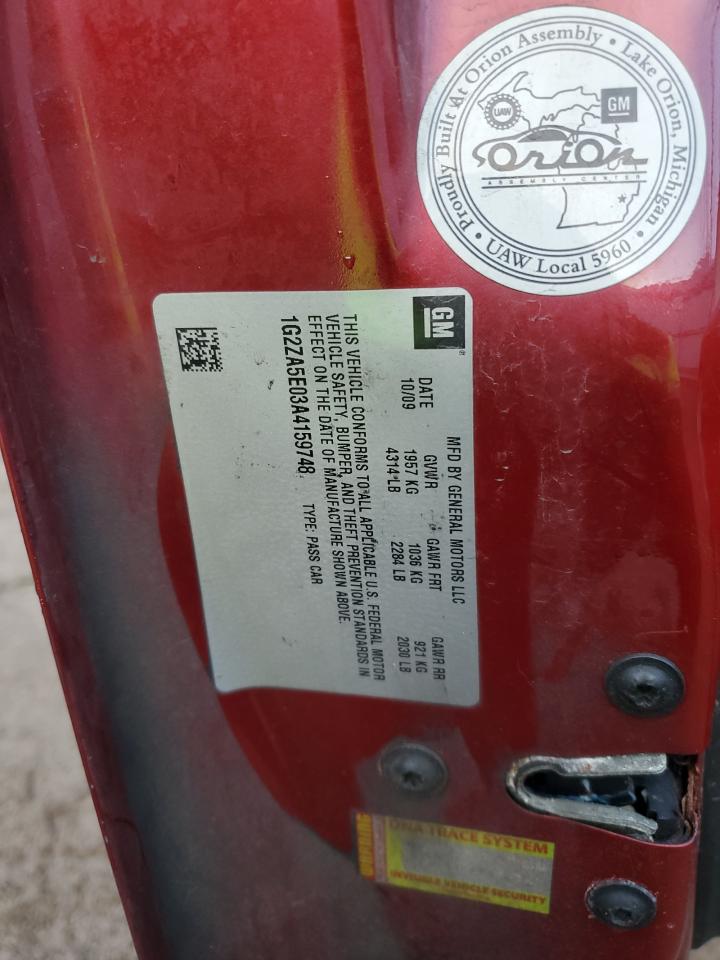 Proudly Built At Orion Assembly • Lake Orion, Michigan
UAW
GM
Orion
ASSEMBLY CENTER
• UAW Local 5960 •
GM
MFD BY GENERAL MOTORS LLC
DATE GVWR GAWR FRT GAWR RR
10/09 1957 KG 1036 KG 921 KG
4314 LB 2284 LB 2030 LB
THIS VEHICLE CONFORMS TO ALL APPLICABLE U.S. FEDERAL MOTOR
VEHICLE SAFETY, BUMPER, AND THEFT PREVENTION STANDARDS IN
EFFECT ON THE DATE OF MANUFACTURE SHOWN ABOVE.
1G2ZA5E03A4159748 TYPE: PASS CAR
DNA TRACE SYSTEM
INVISIBLE VEHICLE SECURITY